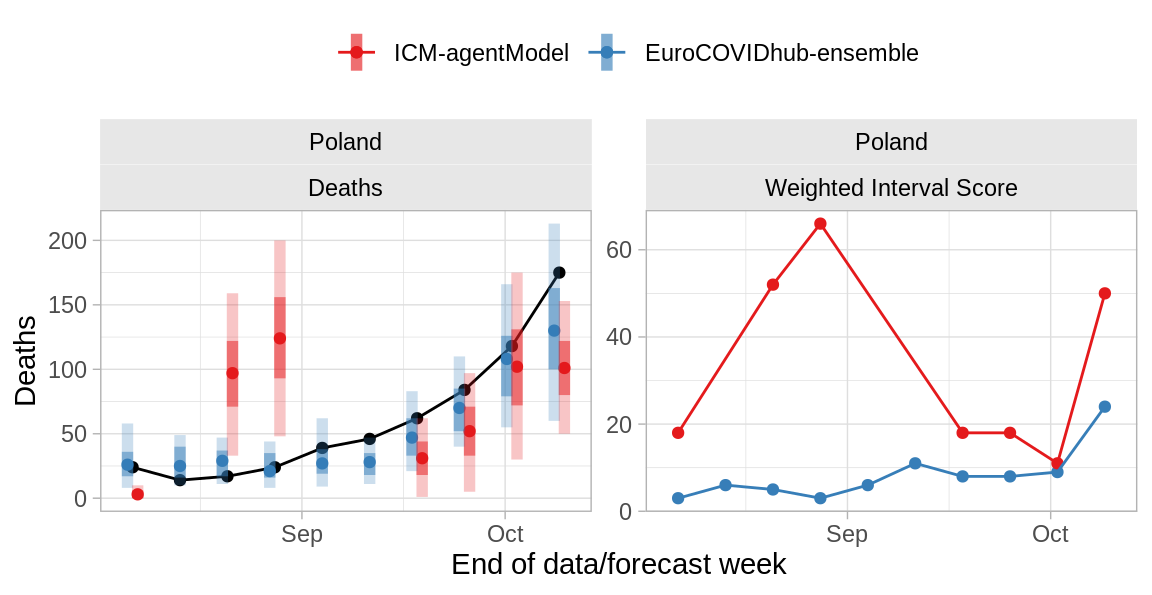 ICM-agentModel EuroCOVIDhub-ensemble
Poland
Deaths
Poland
Weighted Interval Score
Deaths
200
150
100
50
0
Sep Oct
60
40
20
0
Sep Oct
End of data/forecast week